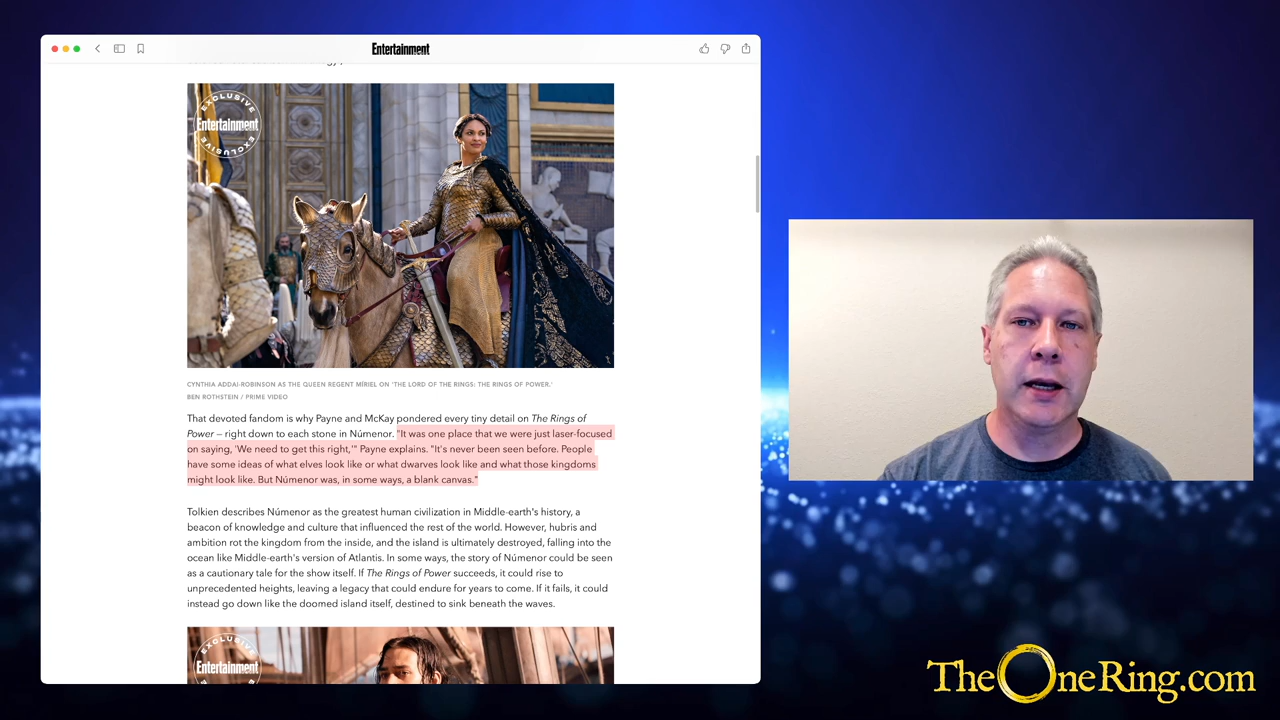 Entertainment
EXCLUSIVE
Entertainment
EXCLUSIVE
CYNTHIA ADDAI-ROBINSON AS THE QUEEN REGENT MÍRIEL ON 'THE LORD OF THE RINGS: THE RINGS OF POWER.'
BEN ROTHSTEIN / PRIME VIDEO
That devoted fandom is why Payne and McKay pondered every tiny detail on The Rings of
Power — right down to each stone in Númenor. "It was one place that we were just laser-focused
on saying, 'We need to get this right,'" Payne explains. "It's never been seen before. People
have some ideas of what elves look like or what dwarves look like and what those kingdoms
might look like. But Númenor was, in some ways, a blank canvas."
Tolkien describes Númenor as the greatest human civilization in Middle-earth's history, a
beacon of knowledge and culture that influenced the rest of the world. However, hubris and
ambition rot the kingdom from the inside, and the island is ultimately destroyed, falling into the
ocean like Middle-earth's version of Atlantis. In some ways, the story of Númenor could be seen
as a cautionary tale for the show itself. If The Rings of Power succeeds, it could rise to
unprecedented heights, leaving a legacy that could endure for years to come. If it fails, it could
instead go down like the doomed island itself, destined to sink beneath the waves.
EXCLUSIVE
Entertainment
TheOneRing.com